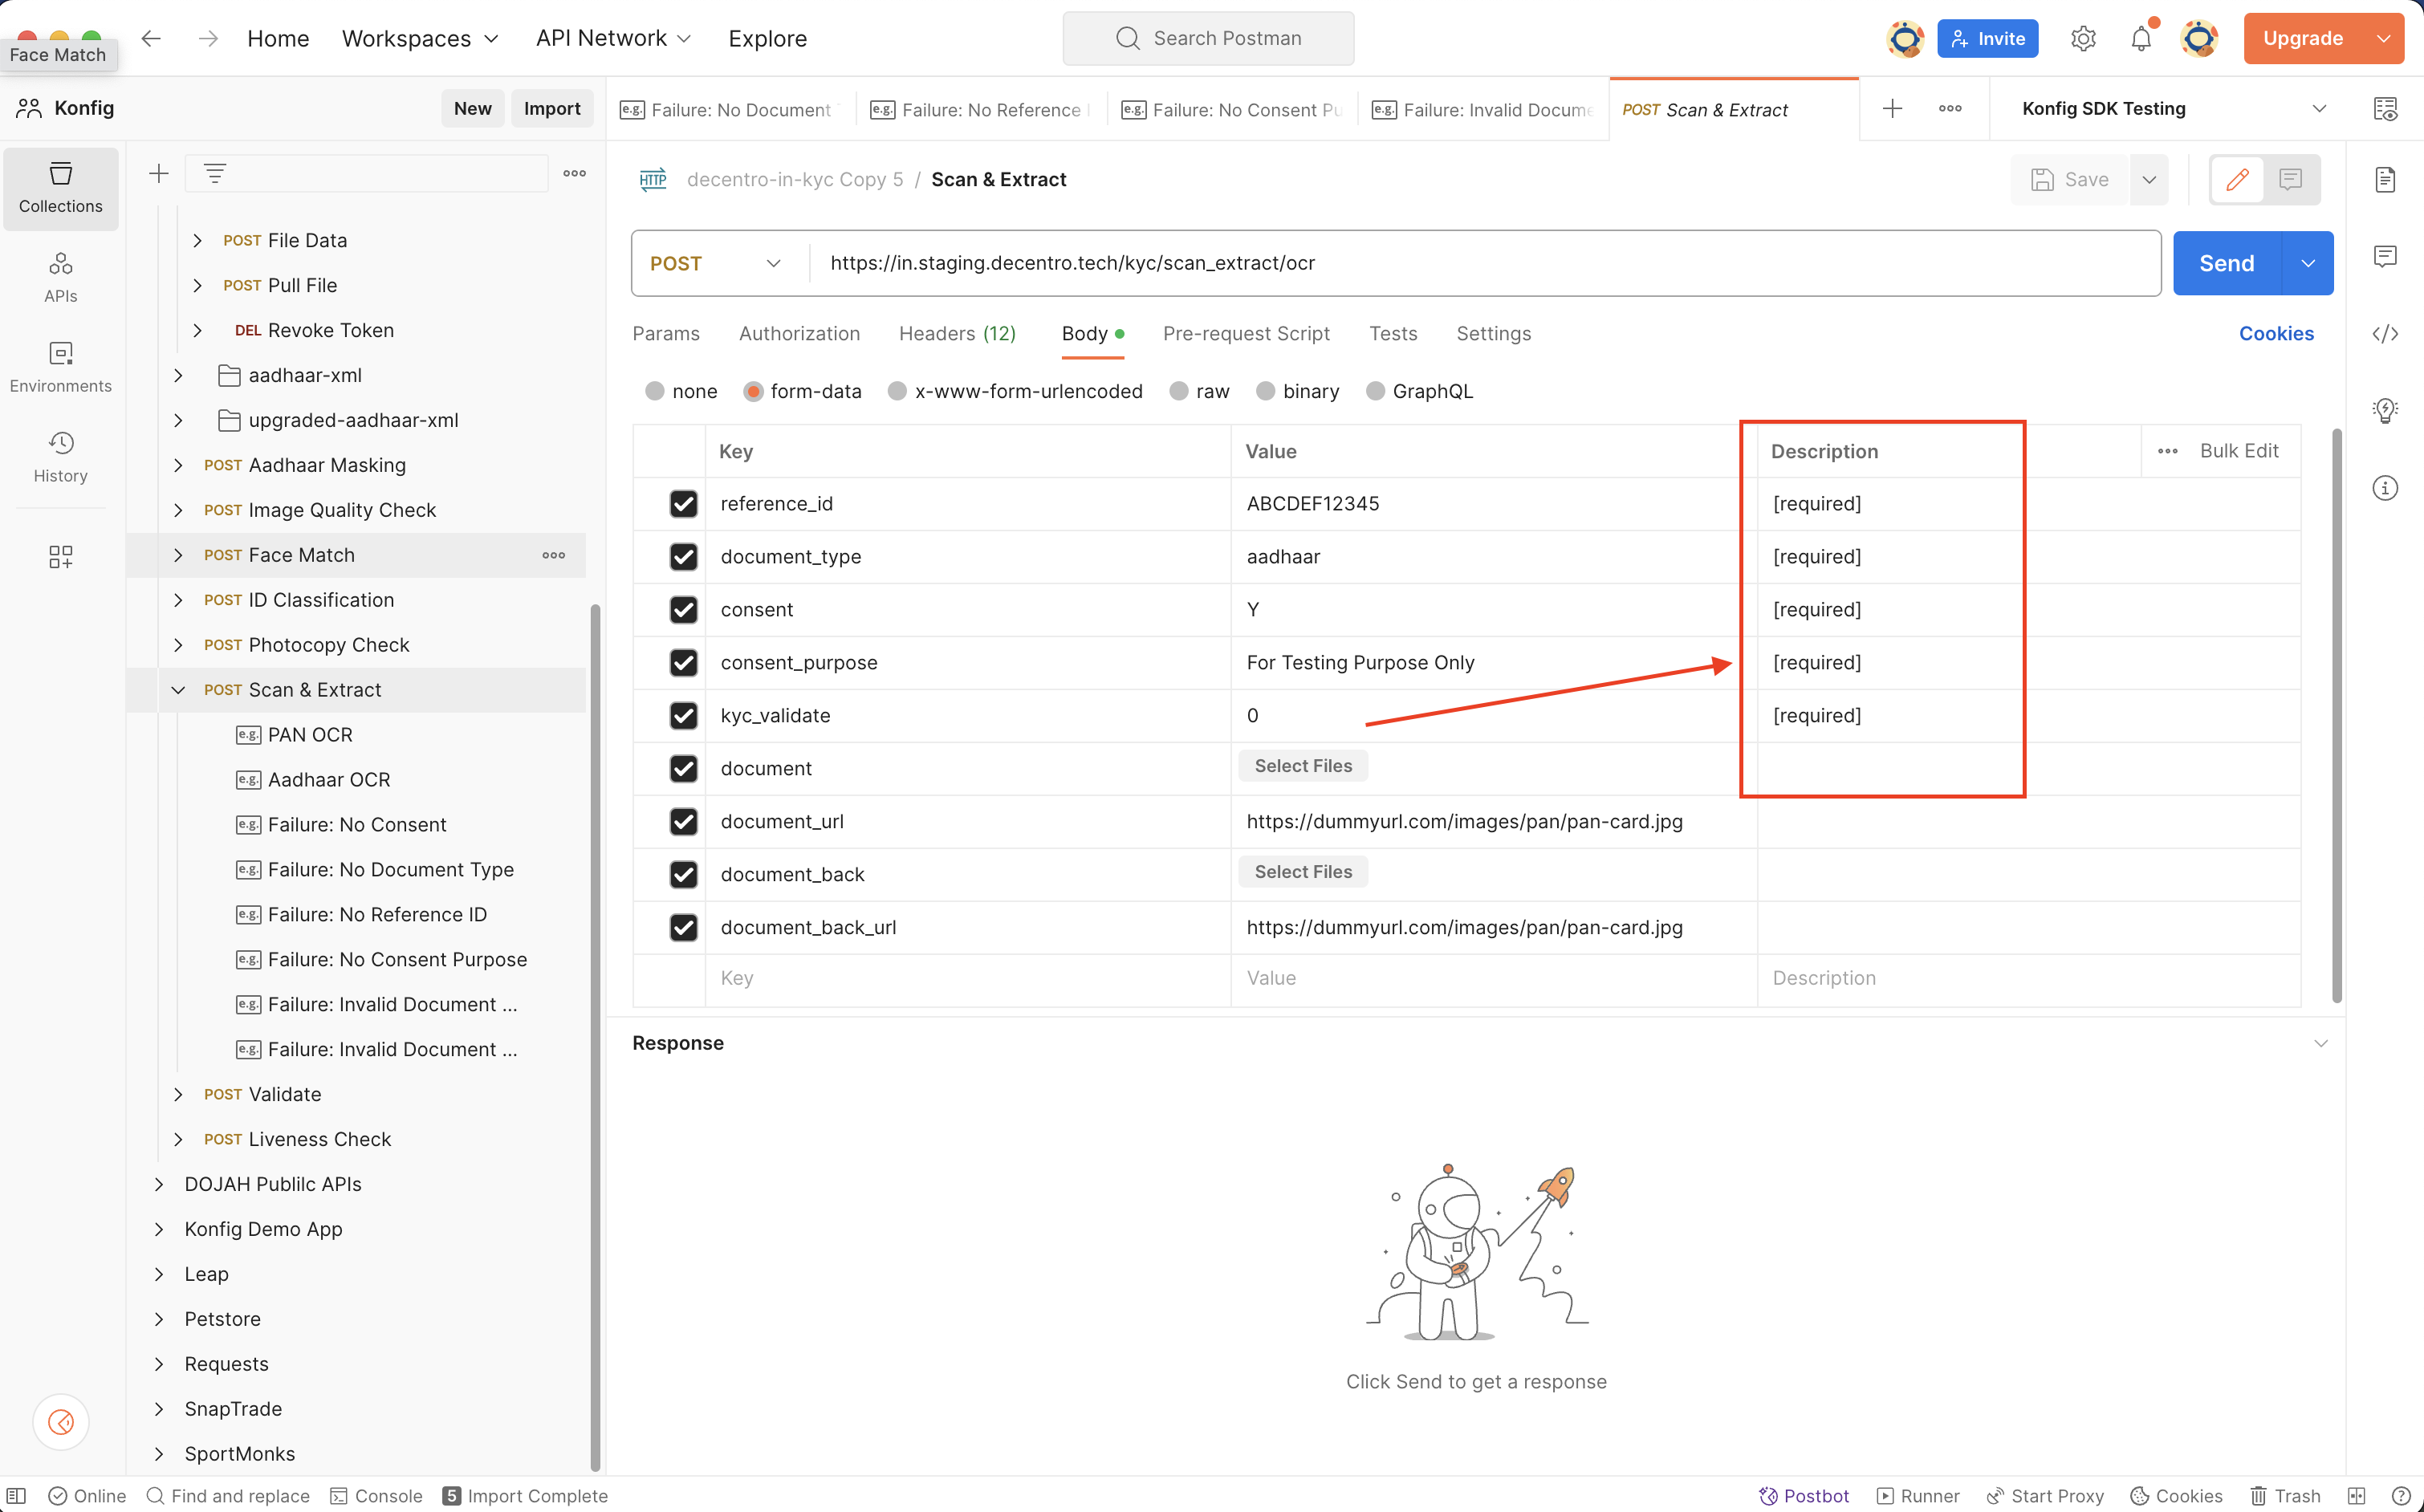 Home
Workspaces
API Network
Explore
Search Postman
Invite
Upgrade
Face Match
Konfig
New
Import
e.g. Failure: No Document
e.g. Failure: No Reference
e.g. Failure: No Consent Pu
e.g. Failure: Invalid Docume
POST Scan & Extract
Konfig SDK Testing
Collections
APIs
Environments
History
POST File Data
POST Pull File
DEL Revoke Token
aadhaar-xml
upgraded-aadhaar-xml
POST Aadhaar Masking
POST Image Quality Check
POST Face Match
POST ID Classification
POST Photocopy Check
POST Scan & Extract
e.g. PAN OCR
e.g. Aadhaar OCR
e.g. Failure: No Consent
e.g. Failure: No Document Type
e.g. Failure: No Reference ID
e.g. Failure: No Consent Purpose
e.g. Failure: Invalid Document ...
e.g. Failure: Invalid Document ...
POST Validate
POST Liveness Check
DOJAH Publilc APIs
Konfig Demo App
Leap
Petstore
Requests
SnapTrade
SportMonks
HTTP decentro-in-kyc Copy 5 / Scan & Extract
Save
POST https://in.staging.decentro.tech/kyc/scan_extract/ocr
Send
Params Authorization Headers (12) Body Pre-request Script Tests Settings Cookies
none form-data x-www-form-urlencoded raw binary GraphQL
Key Value Description Bulk Edit
reference_id ABCDEF12345 [required]
document_type aadhaar [required]
consent Y [required]
consent_purpose For Testing Purpose Only [required]
kyc_validate 0 [required]
document Select Files
document_url https://dummyurl.com/images/pan/pan-card.jpg
document_back Select Files
document_back_url https://dummyurl.com/images/pan/pan-card.jpg
Key Value Description
Response
Click Send to get a response
Online
Find and replace
Console
5 Import Complete
Postbot
Runner
Start Proxy
Cookies
Trash